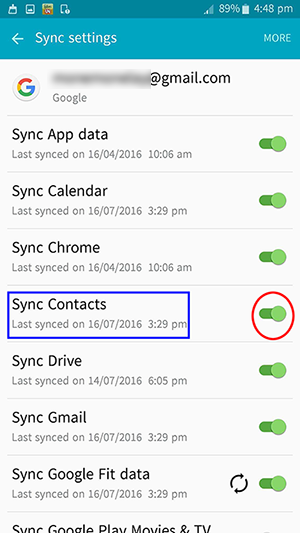 89% 4:48 pm
Sync settings MORE
@gmail.com
Google
Sync App data
Last synced on 16/04/2016 10:06 am
Sync Calendar
Last synced on 16/07/2016 3:29 pm
Sync Chrome
Last synced on 16/04/2016 10:06 am
Sync Contacts
Last synced on 16/07/2016 3:29 pm
Sync Drive
Last synced on 14/07/2016 6:05 pm
Sync Gmail
Last synced on 16/07/2016 3:29 pm
Sync Google Fit data
Last synced on 16/07/2016 3:29 pm
Sync Google Play Movies & TV